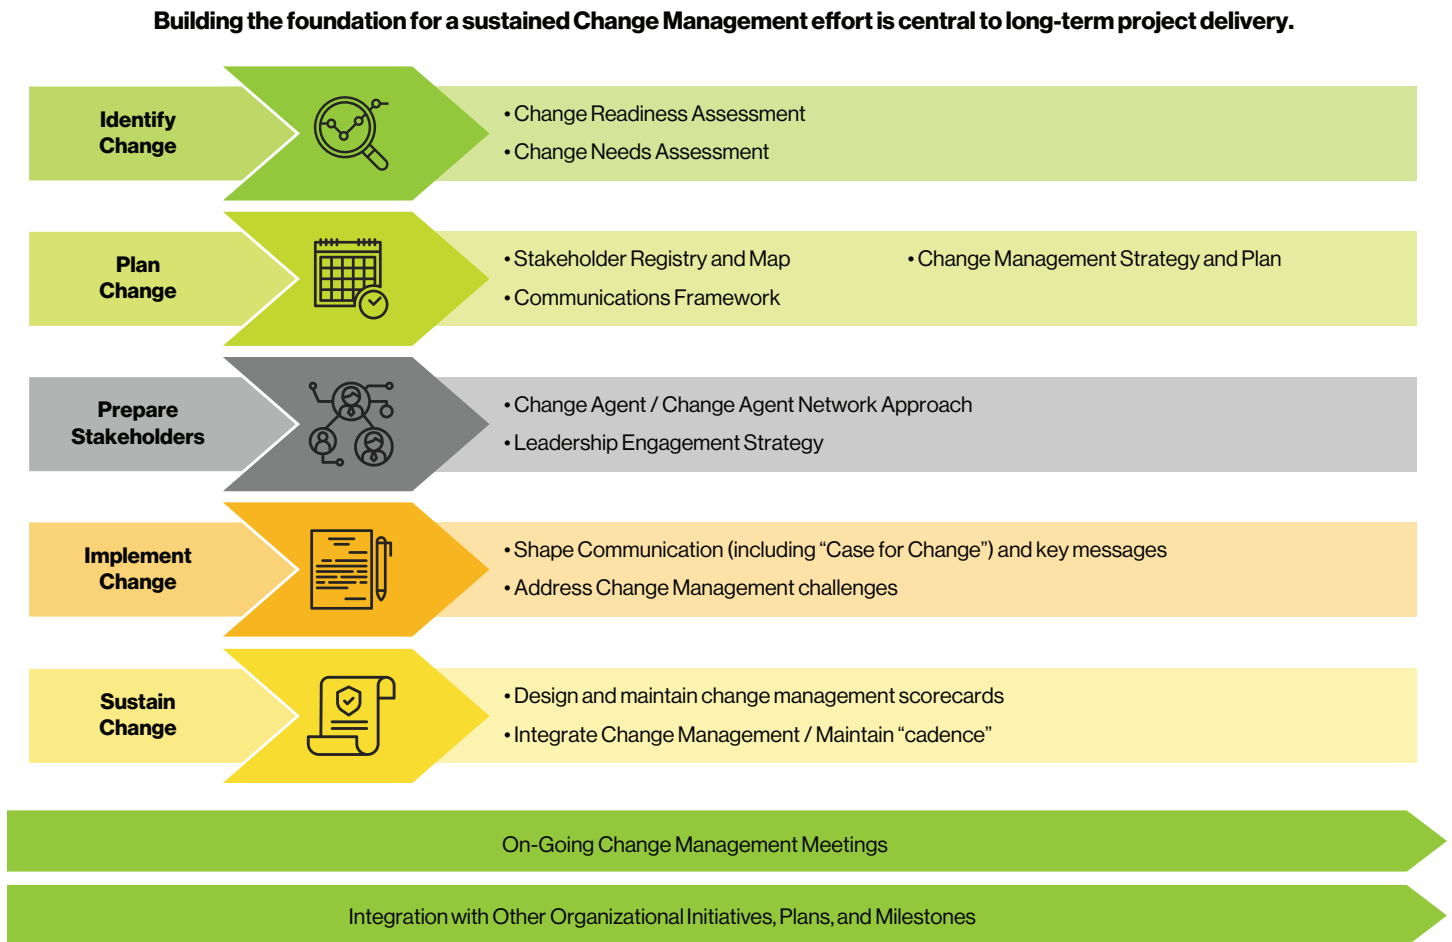 Building the foundation for a sustained Change Management effort is central to long-term project delivery.
Identify
Change
• Change Readiness Assessment
• Change Needs Assessment
Plan
Change
• Stakeholder Registry and Map
• Communications Framework
• Change Management Strategy and Plan
Prepare
Stakeholders
• Change Agent / Change Agent Network Approach
• Leadership Engagement Strategy
Implement
Change
• Shape Communication (including “Case for Change”) and key messages
• Address Change Management challenges
Sustain
Change
• Design and maintain change management scorecards
• Integrate Change Management / Maintain “cadence”
On-Going Change Management Meetings
Integration with Other Organizational Initiatives, Plans, and Milestones